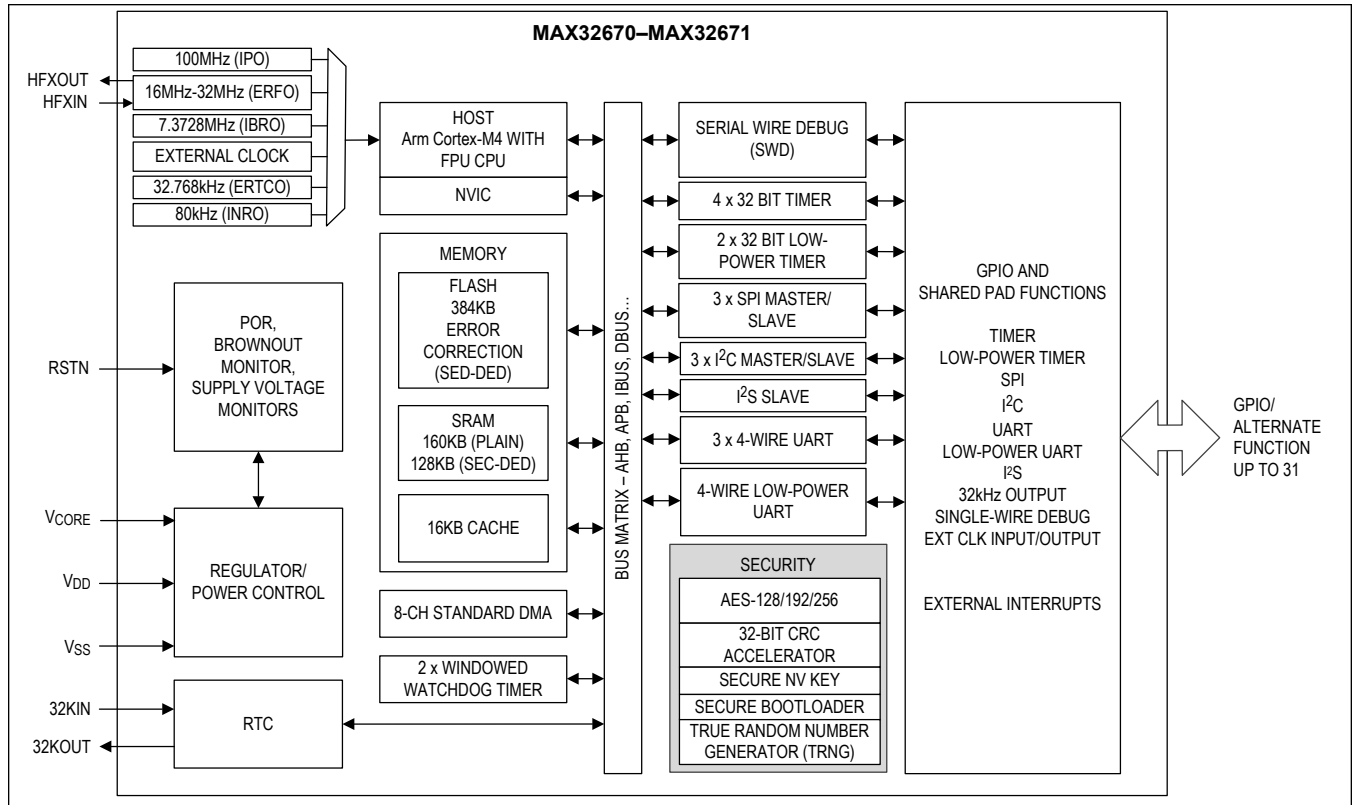 MAX32670–MAX32671
100MHz (IPO)
HFXOUT
16MHz-32MHz (ERFO)
HFXIN
7.3728MHz (IBRO)
EXTERNAL CLOCK
32.768kHz (ERTCO)
80kHz (INRO)
HOST
Arm Cortex-M4 WITH
FPU CPU
NVIC
MEMORY
FLASH
384KB
ERROR
CORRECTION
(SED-DED)
SRAM
160KB (PLAIN)
128KB (SEC-DED)
16KB CACHE
8-CH STANDARD DMA
2 x WINDOWED
WATCHDOG TIMER
RSTN
POR,
BROWNOUT
MONITOR,
SUPPLY VOLTAGE
MONITORS
VCORE
VDD
VSS
REGULATOR/
POWER CONTROL
32KIN
32KOUT
RTC
BUS MATRIX – AHB, APB, IBUS, DBUS...
SERIAL WIRE DEBUG
(SWD)
4 x 32 BIT TIMER
2 x 32 BIT LOW-
POWER TIMER
3 x SPI MASTER/
SLAVE
3 x I2C MASTER/SLAVE
I2S SLAVE
3 x 4-WIRE UART
4-WIRE LOW-POWER
UART
SECURITY
AES-128/192/256
32-BIT CRC
ACCELERATOR
SECURE NV KEY
SECURE BOOTLOADER
TRUE RANDOM NUMBER
GENERATOR (TRNG)
GPIO AND
SHARED PAD FUNCTIONS
TIMER
LOW-POWER TIMER
SPI
I2C
UART
LOW-POWER UART
I2S
32kHz OUTPUT
SINGLE-WIRE DEBUG
EXT CLK INPUT/OUTPUT
EXTERNAL INTERRUPTS
GPIO/
ALTERNATE
FUNCTION
UP TO 31